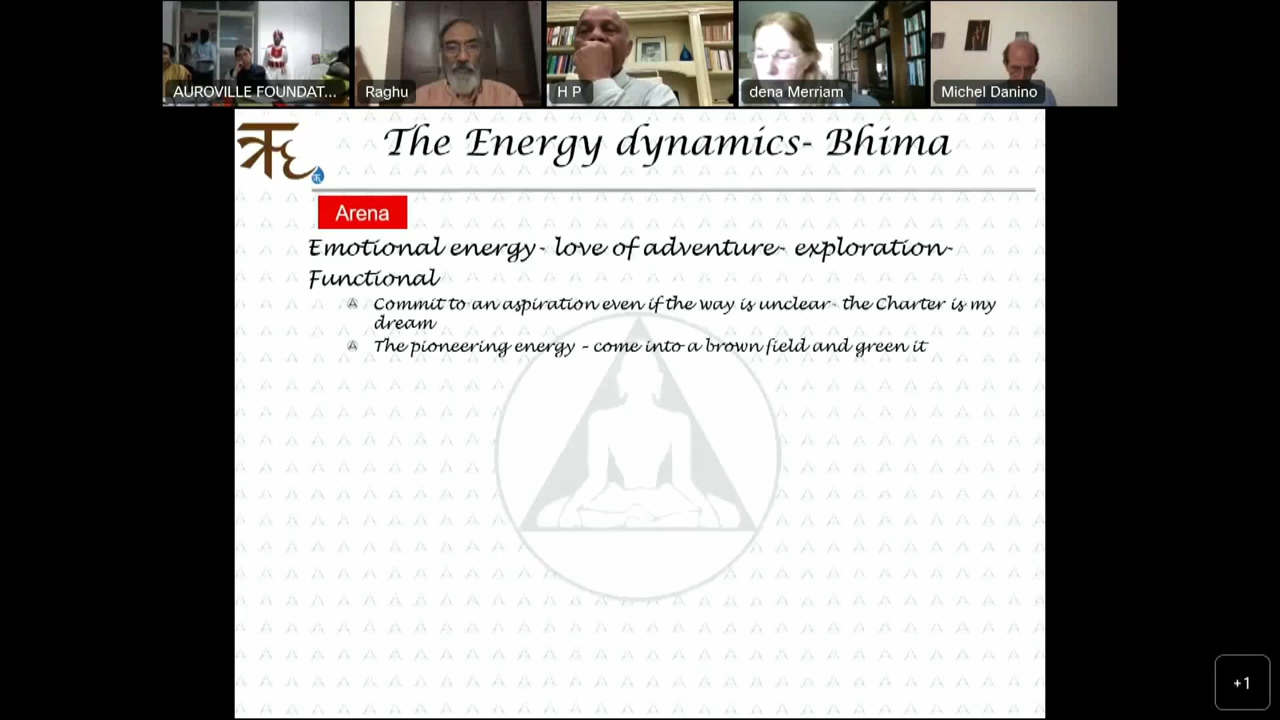 AUROVILLE FOUNDAT...
Raghu
H P
dena Merriam
Michel Danino
ऋ
The Energy dynamics- Bhima
Arena
Emotional energy- love of adventure- exploration-
Functional
Commit to an aspiration even if the way is unclear- the Charter is my
dream
The pioneering energy – come into a brown field and green it
+1